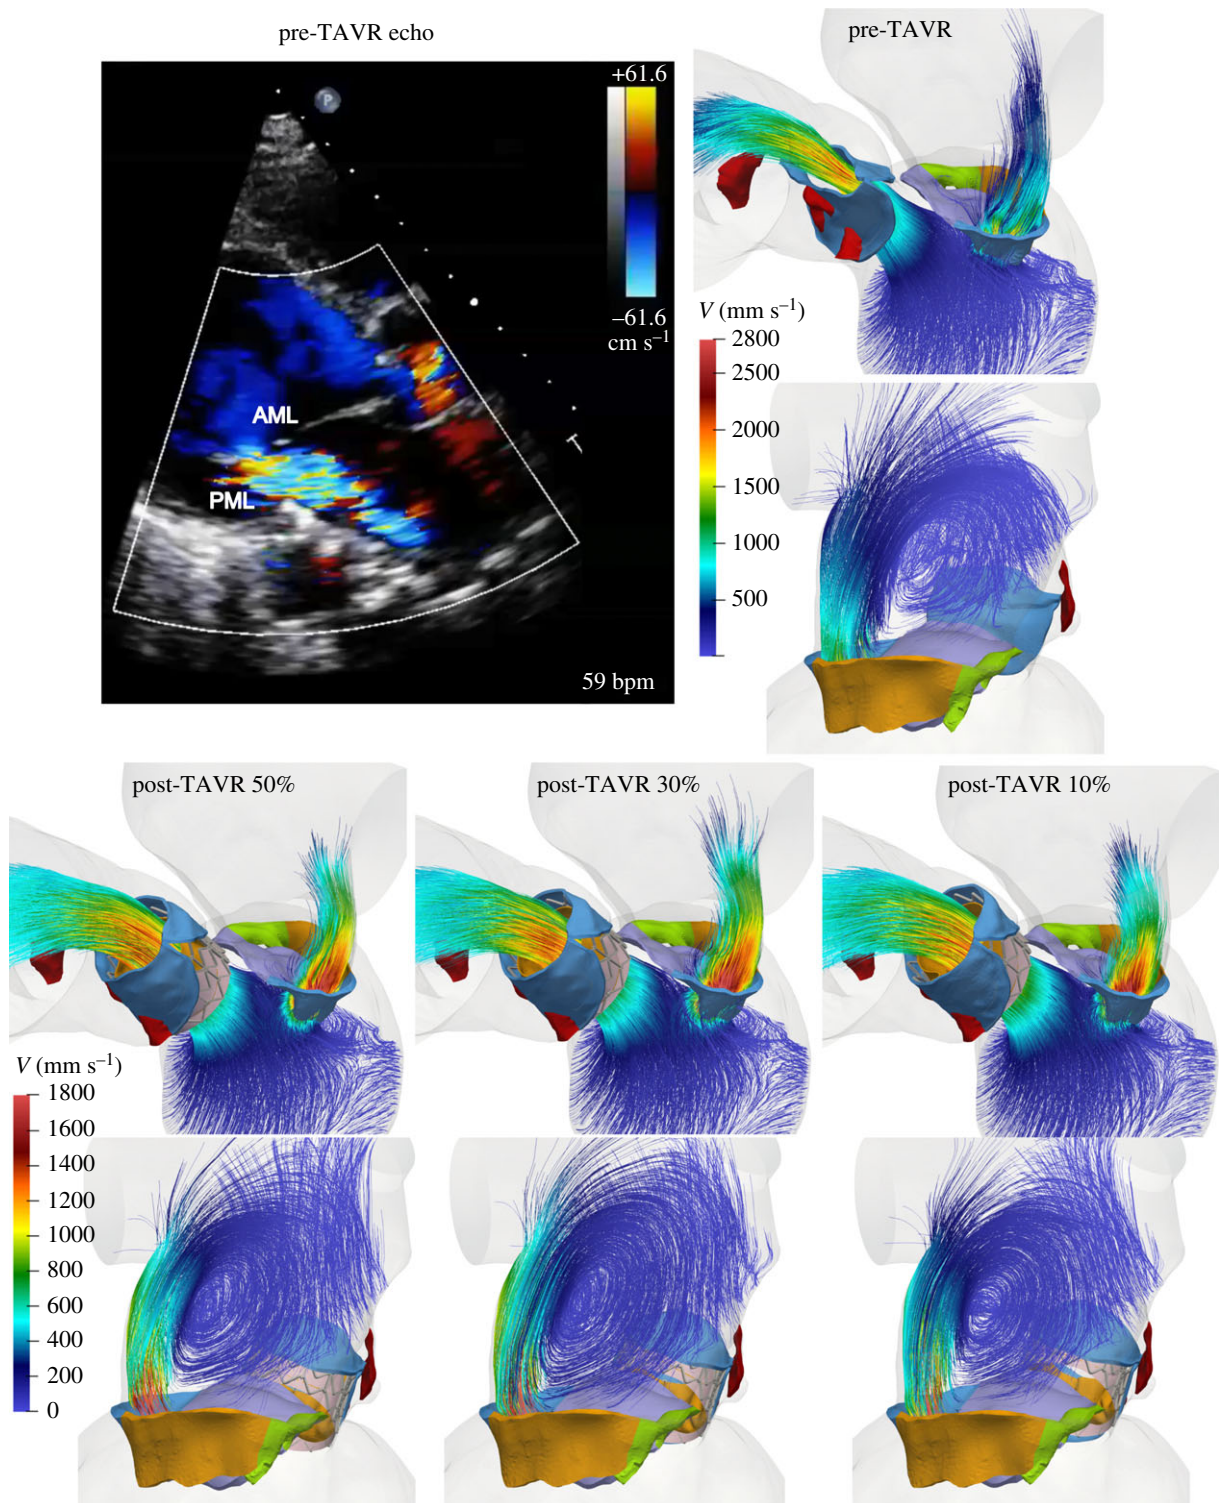 pre-TAVR echo
pre-TAVR
P
+61.6
−61.6
cm s−1
AML
PML
59 bpm
V (mm s−1)
2800
2500
2000
1500
1000
500
post-TAVR 50%
post-TAVR 30%
post-TAVR 10%
V (mm s−1)
1800
1600
1400
1200
1000
800
600
400
200
0